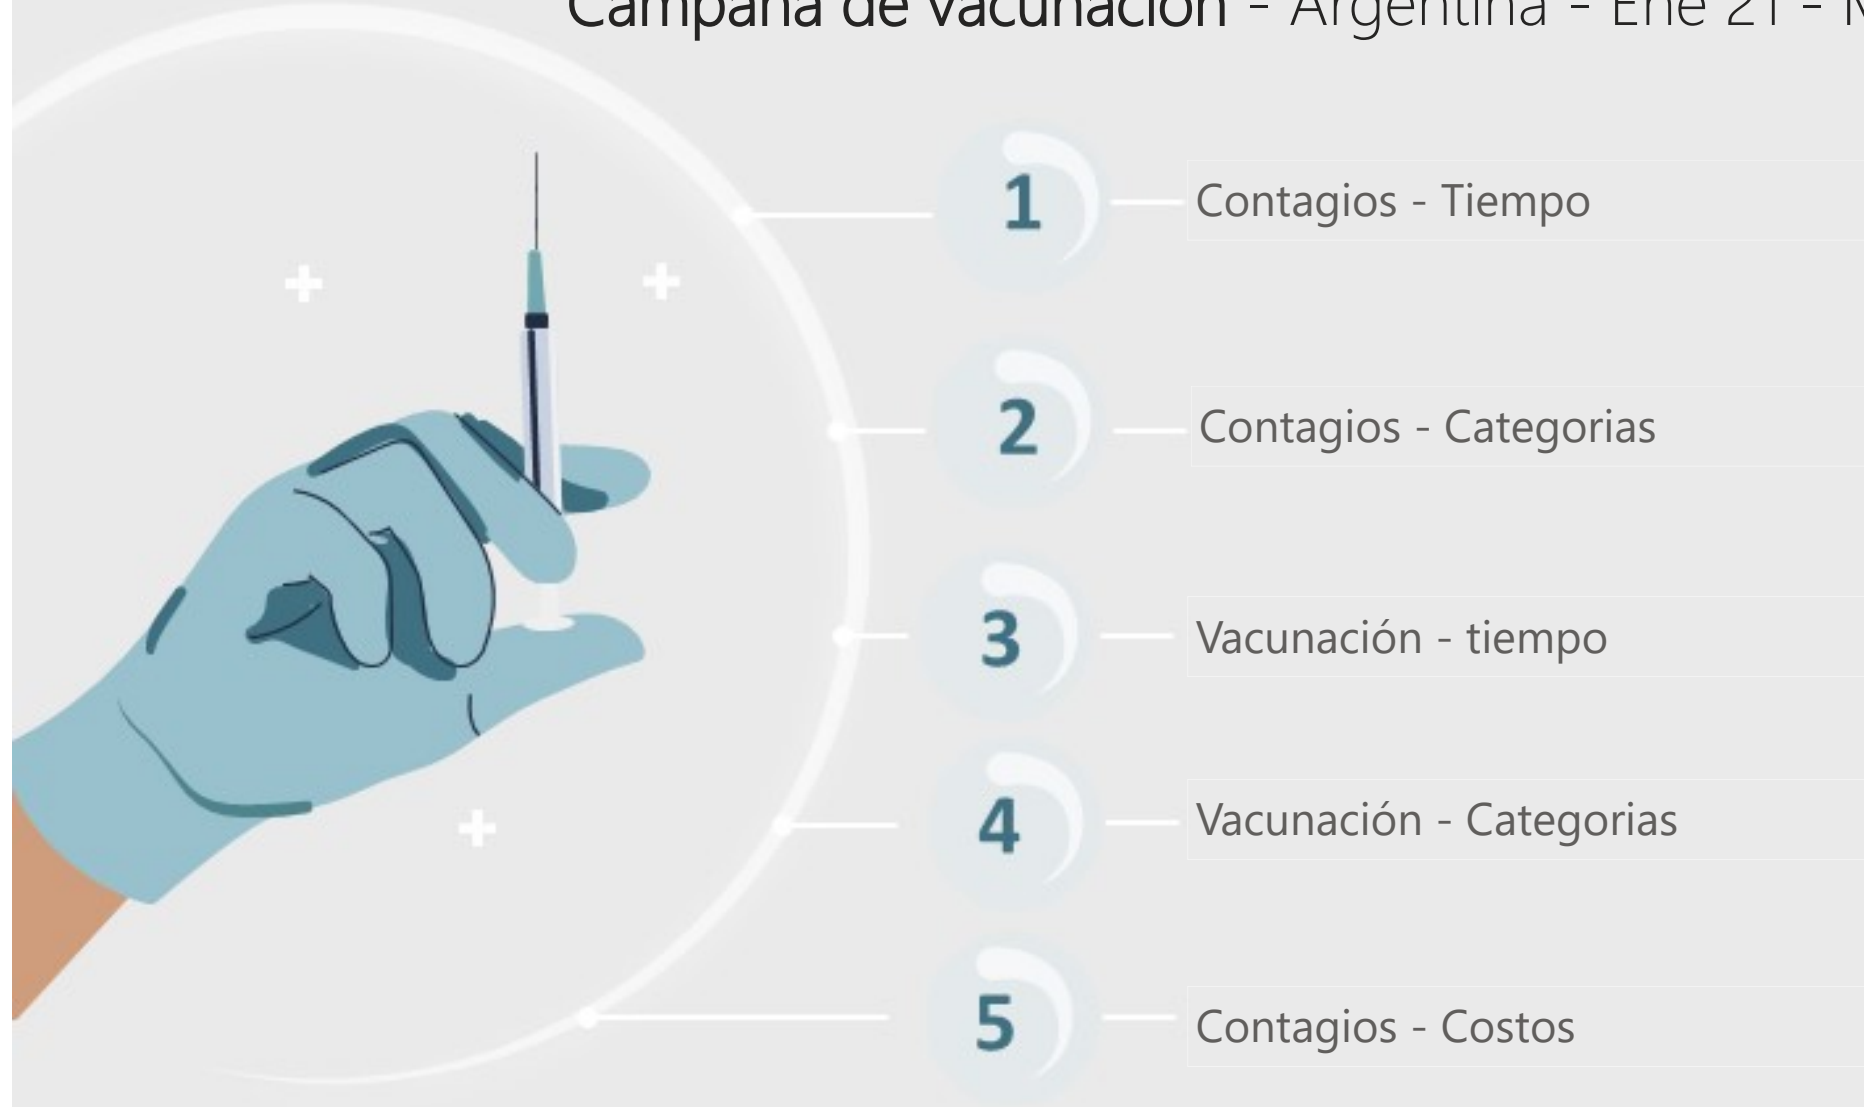 Campaña de vacunación - Argentina - Ene 21 -
1
Contagios - Tiempo
2
Contagios - Categorias
3
Vacunación - tiempo
4
Vacunación - Categorias
5
Contagios - Costos